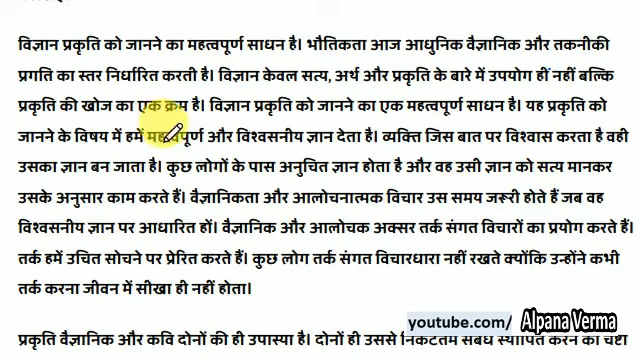 विज्ञान प्रकृति को जानने का महत्वपूर्ण साधन है। भौतिकता आज आधुनिक वैज्ञानिक और तकनीकी
प्रगति का स्तर निर्धारित करती है। विज्ञान केवल सत्य, अर्थ और प्रकृति के बारे में उपयोग हीं नहीं बल्कि
प्रकृति की खोज का एक क्रम है। विज्ञान प्रकृति को जानने का एक महत्वपूर्ण साधन है। यह प्रकृति को
जानने के विषय में हमें महत्वपूर्ण और विश्वसनीय ज्ञान देता है। व्यक्ति जिस बात पर विश्वास करता है वही
उसका ज्ञान बन जाता है। कुछ लोगों के पास अनुचित ज्ञान होता है और वह उसी ज्ञान को सत्य मानकर
उसके अनुसार काम करते हैं। वैज्ञानिकता और आलोचनात्मक विचार उस समय जरूरी होते हैं जब वह
विश्वसनीय ज्ञान पर आधारित हों। वैज्ञानिक और आलोचक अक्सर तर्क संगत विचारों का प्रयोग करते हैं।
तर्क हमें उचित सोचने पर प्रेरित करते हैं। कुछ लोग तर्क संगत विचारधारा नहीं रखते क्योंकि उन्होंने कभी
तर्क करना जीवन में सीखा ही नहीं होता।
youtube.com/ Alpana Verma
प्रकृति वैज्ञानिक और कवि दोनों की ही उपास्या है। दोनों ही उससे निकटतम संबंध स्थापित करने की चेष्टा